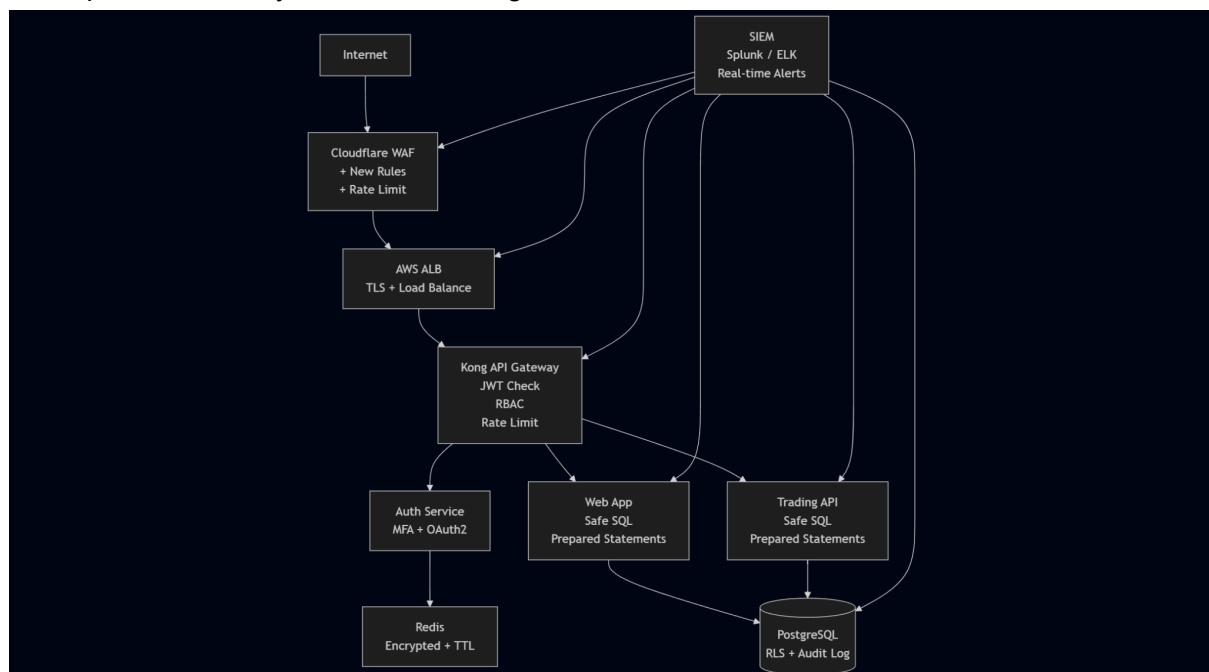 Internet
SIEM
Splunk / ELK
Real-time Alerts
Cloudflare WAF
+ New Rules
+ Rate Limit
AWS ALB
TLS + Load Balance
Kong API Gateway
JWT Check
RBAC
Rate Limit
Auth Service
MFA + OAuth2
Web App
Safe SQL
Prepared Statements
Trading API
Safe SQL
Prepared Statements
Redis
Encrypted + TTL
PostgreSQL
RLS + Audit Log